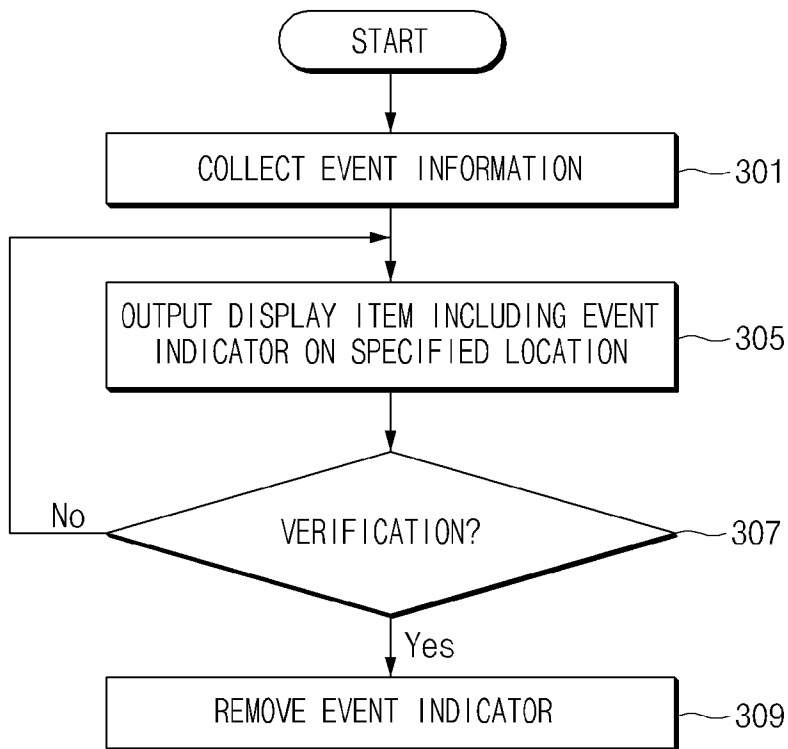 START
COLLECT EVENT INFORMATION
301
OUTPUT DISPLAY ITEM INCLUDING EVENT
INDICATOR ON SPECIFIED LOCATION
305
No
VERIFICATION?
307
Yes
REMOVE EVENT INDICATOR
309